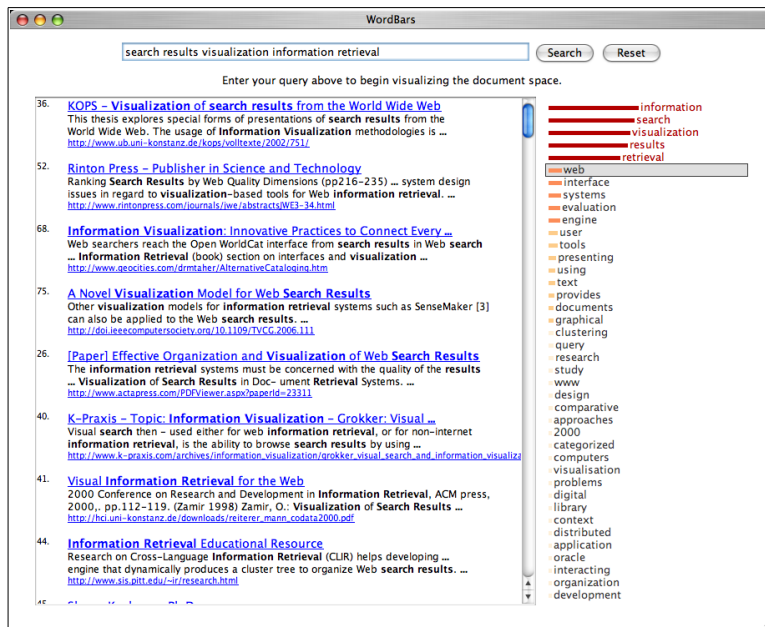 WordBars
search results visualization information retrieval
Search
Reset
Enter your query above to begin visualizing the document space.
36. KOPS – Visualization of search results from the World Wide Web
This thesis explores special forms of presentations of search results from the
World Wide Web. The usage of Information Visualization methodologies is ...
http://www.ub.uni-konstanz.de/kops/volltexte/2002/751/
52. Rinton Press – Publisher in Science and Technology
Ranking Search Results by Web Quality Dimensions (pp216-235) ... system design
issues in regard to visualization-based tools for Web information retrieval. ...
http://www.rintonpress.com/journals/jwe/abstractsJWE3-34.html
68. Information Visualization: Innovative Practices to Connect Every ...
Web searchers reach the Open WorldCat interface from search results in Web search
... Information Retrieval (book) section on interfaces and visualization ...
http://www.geocities.com/drmtaher/AlternativeCataloging.htm
75. A Novel Visualization Model for Web Search Results
Other visualization models for information retrieval systems such as SenseMaker [3]
can also be applied to the Web search results. ...
http://doi.ieeecomputersociety.org/10.1109/TVCG.2006.111
26. [Paper] Effective Organization and Visualization of Web Search Results
The information retrieval systems must be concerned with the quality of the results
... Visualization of Search Results in Doc- ument Retrieval Systems. ...
http://www.actapress.com/PDFViewer.aspx?paperId=23311
40. K-Praxis – Topic: Information Visualization – Grokker: Visual ...
Visual search then – used either for web information retrieval, or for non-internet
information retrieval, is the ability to browse search results by using ...
http://www.k-praxis.com/archives/information_visualization/grokker_visual_search_and_information_visualiza
41. Visual Information Retrieval for the Web
2000 Conference on Research and Development in Information Retrieval, ACM press,
2000,. pp.112-119. (Zamir 1998) Zamir, O.: Visualization of Search Results ...
http://hci.uni-konstanz.de/downloads/reiterer_mann_codata2000.pdf
44. Information Retrieval Educational Resource
Research on Cross-Language Information Retrieval (CLIR) helps developing ...
engine that dynamically produces a cluster tree to organize Web search results. ...
http://www.sis.pitt.edu/~ir/research.html
information
search
visualization
results
retrieval
web
interface
systems
evaluation
engine
user
tools
presenting
using
text
provides
documents
graphical
clustering
query
research
study
www
design
comparative
approaches
2000
categorized
computers
visualisation
problems
digital
library
context
distributed
application
oracle
interacting
organization
development